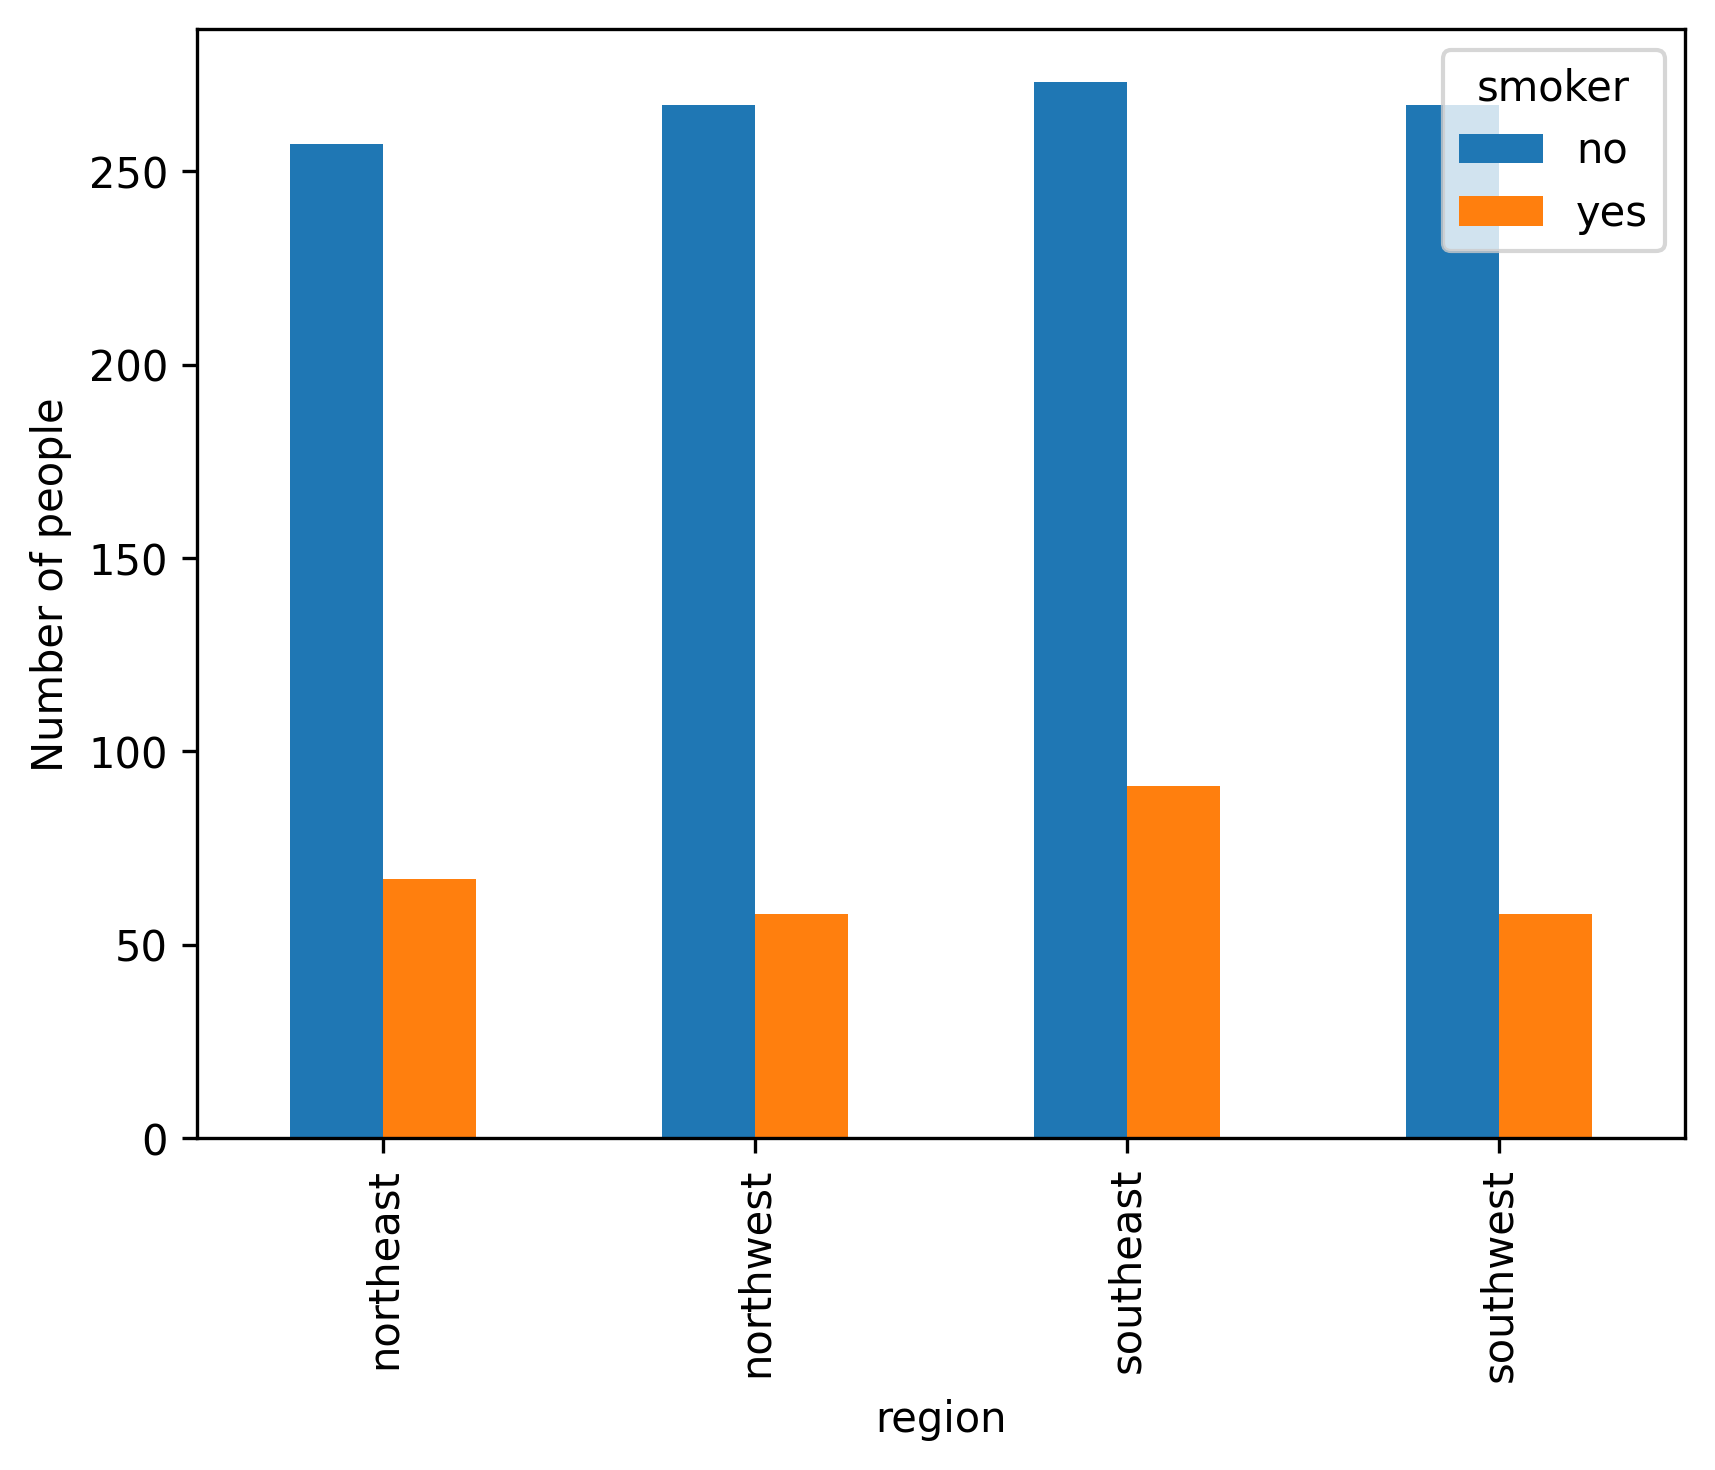 smoker
no
yes
250
200
150
100
50
0
Number of people
northeast
northwest
southeast
southwest
region